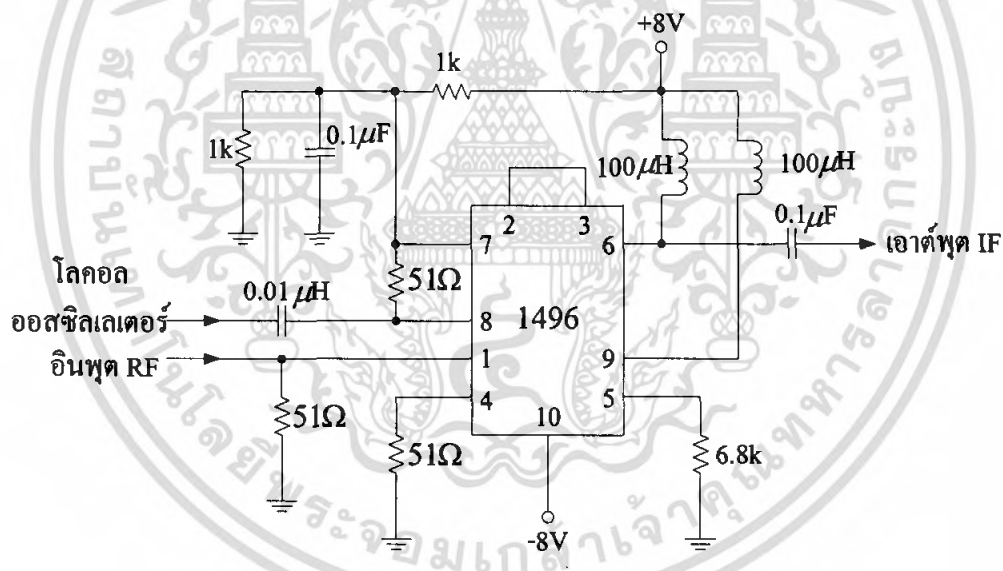 +8V
1k
1k
0.1μF
100μH
100μH
0.1μF
2
3
7
6
เอาต์พุต IF
51Ω
โลคอล
ออสซิลเลเตอร์
0.01 μH
8
1496
อินพุต RF
1
9
4
5
10
51Ω
51Ω
6.8k
-8V